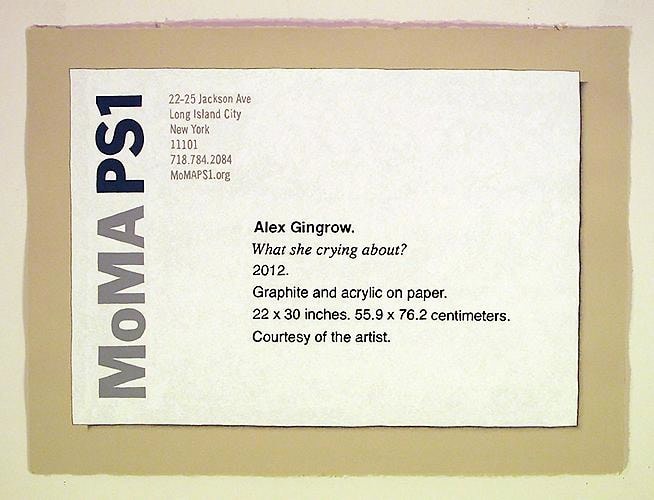 MoMA PS1
22-25 Jackson Ave
Long Island City
New York
11101
718.784.2084
MoMAPS1.org
Alex Gingrow.
What she crying about?
2012.
Graphite and acrylic on paper.
22 x 30 inches. 55.9 x 76.2 centimeters.
Courtesy of the artist.